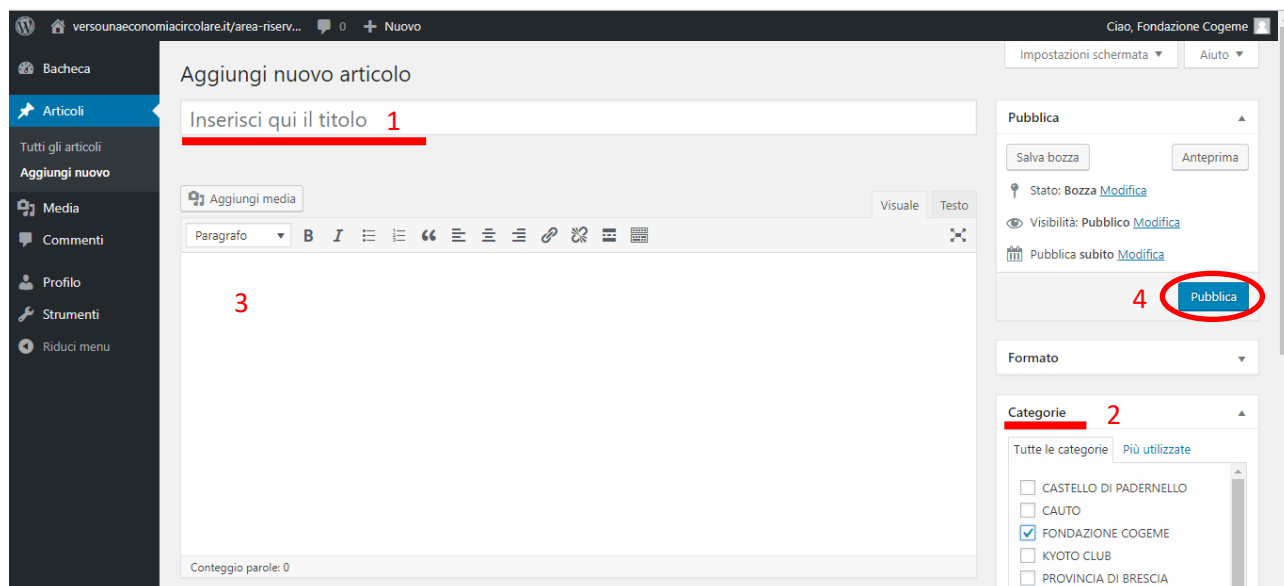 versounaeconomiacircolare.it/area-riserv... 0 + Nuovo Ciao, Fondazione Cogeme
Impostazioni schermata ▼ Aiuto ▼
Bacheca
Articoli
Tutti gli articoli
Aggiungi nuovo
Media
Commenti
Profilo
Strumenti
Riduci menu
Aggiungi nuovo articolo
Inserisci qui il titolo 1
Aggiungi media
Visuale Testo
Paragrafo ▼ B I
3
Conteggio parole: 0
Pubblica
Salva bozza Anteprima
Stato: Bozza Modifica
Visibilità: Pubblico Modifica
Pubblica subito Modifica
4 Pubblica
Formato
Categorie 2
Tutte le categorie Più utilizzate
CASTELLO DI PADERNELLO
CAUTO
FONDAZIONE COGEME
KYOTO CLUB
PROVINCIA DI BRESCIA